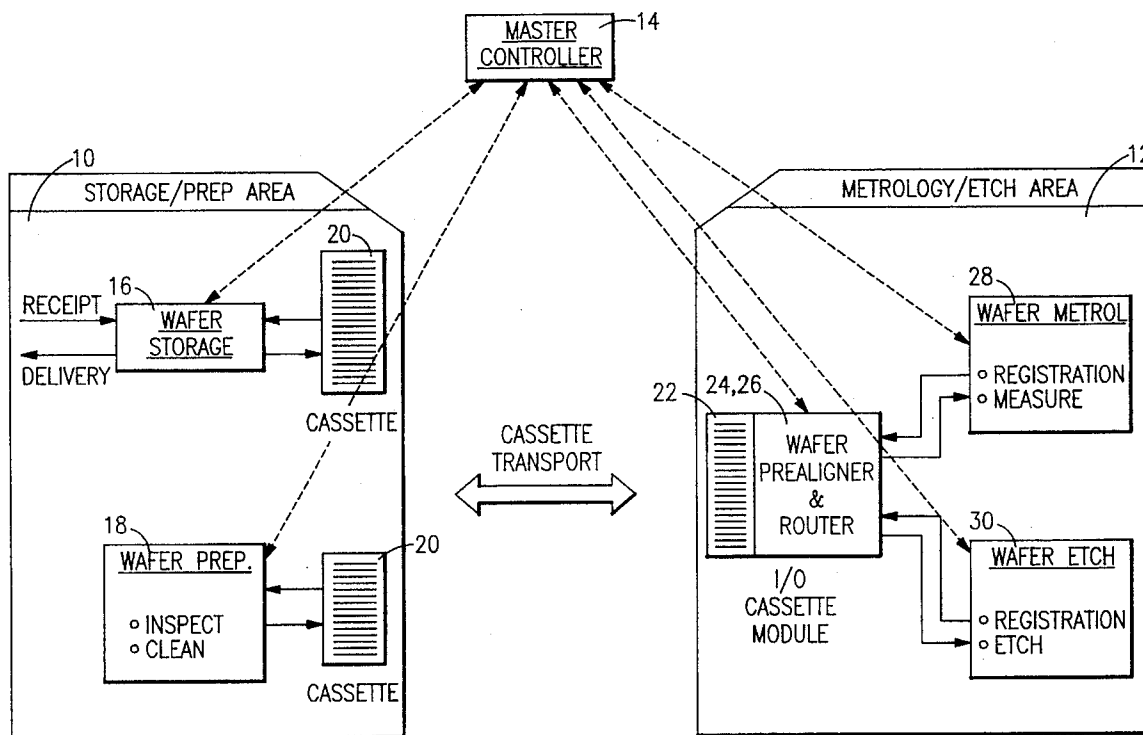 MASTER
CONTROLLER
14
10
STORAGE/PREP AREA
12
METROLOGY/ETCH AREA
20
16
RECEIPT
WAFER
STORAGE
DELIVERY
CASSETTE
28
WAFER METROL
○ REGISTRATION
○ MEASURE
22
24,26
WAFER
PREALIGNER
&
ROUTER
CASSETTE
TRANSPORT
I/O
CASSETTE
MODULE
18
WAFER PREP.
○ INSPECT
○ CLEAN
20
CASSETTE
30
WAFER ETCH
○ REGISTRATION
○ ETCH